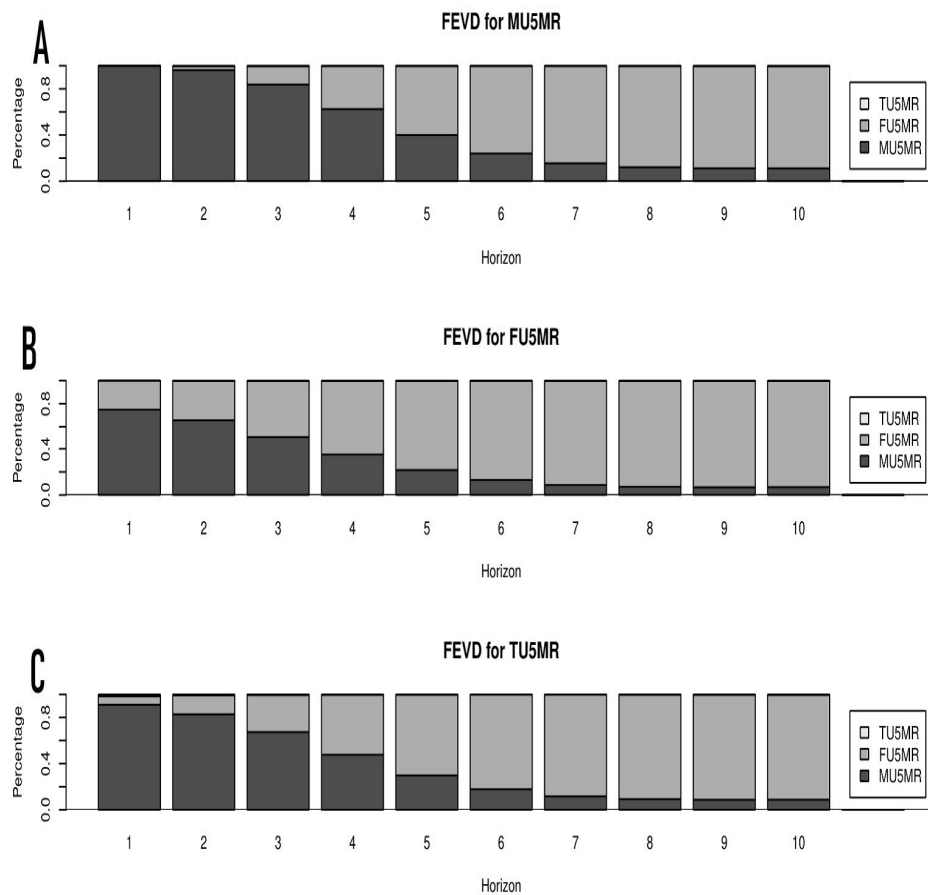 A
FEVD for MU5MR
Percentage
0.8
0.4
0.0
1 2 3 4 5 6 7 8 9 10
Horizon
TU5MR
FU5MR
MU5MR
B
FEVD for FU5MR
Percentage
0.8
0.4
0.0
1 2 3 4 5 6 7 8 9 10
Horizon
TU5MR
FU5MR
MU5MR
C
FEVD for TU5MR
Percentage
0.8
0.4
0.0
1 2 3 4 5 6 7 8 9 10
Horizon
TU5MR
FU5MR
MU5MR